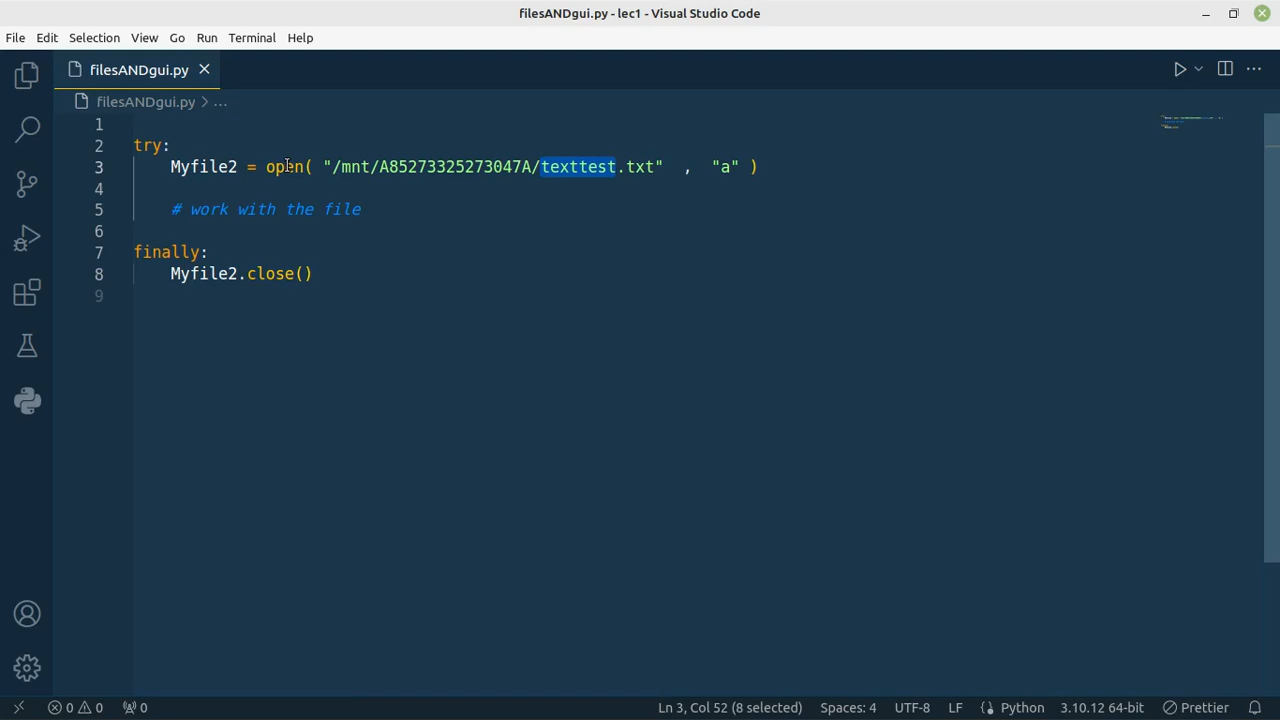 filesANDgui.py - lec1 - Visual Studio Code
File Edit Selection View Go Run Terminal Help
filesANDgui.py
filesANDgui.py > ...
1
2 try:
3 Myfile2 = open( "/mnt/A85273325273047A/texttest.txt" , "a" )
4
5 # work with the file
6
7 finally:
8 Myfile2.close()
9
0 0 0 Ln 3, Col 52 (8 selected) Spaces: 4 UTF-8 LF Python 3.10.12 64-bit Prettier